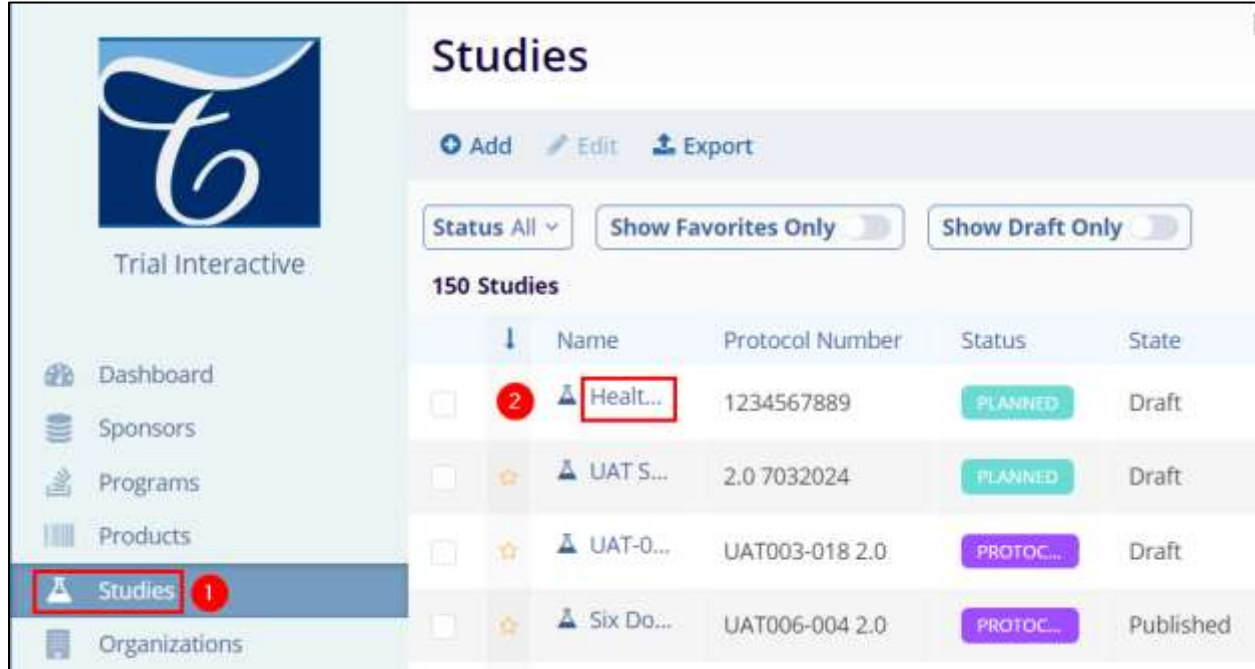 Trial Interactive
Dashboard
Sponsors
Programs
Products
Studies 1
Organizations
Studies
Add Edit Export
Status All Show Favorites Only Show Draft Only
150 Studies
Name Protocol Number Status State
2 Healt... 1234567889 PLANNED Draft
UAT S... 2.0 7032024 PLANNED Draft
UAT-0... UAT003-018 2.0 PROTOC... Draft
Six Do... UAT006-004 2.0 PROTOC... Published